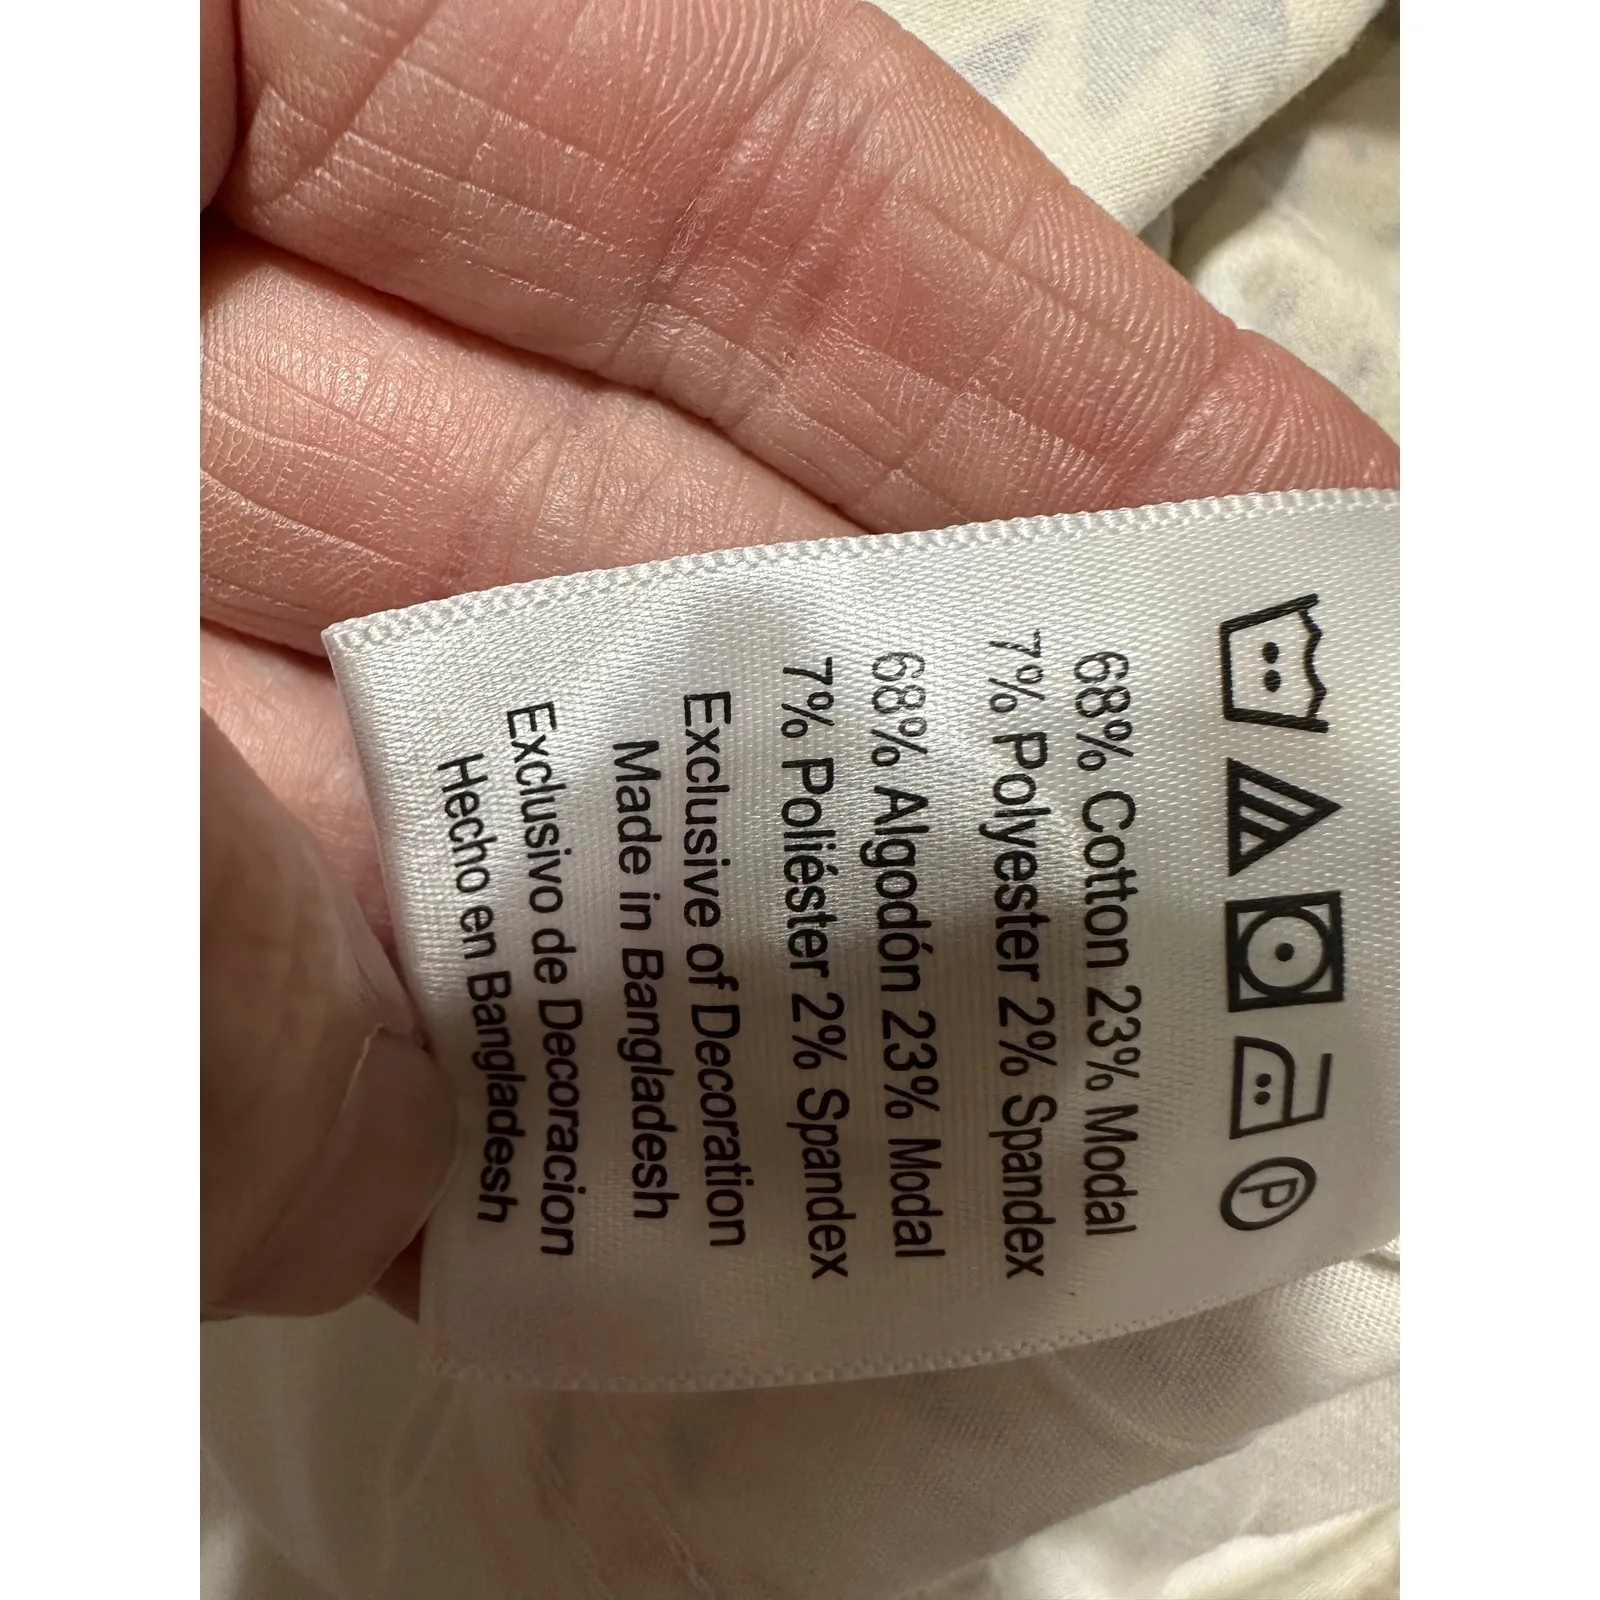 68% Cotton 23% Modal
7% Polyester 2% Spandex
68% Algodón 23% Modal
7% Poliéster 2% Spandex
Exclusive of Decoration
Made in Bangladesh
Exclusivo de Decoracion
Hecho en Bangladesh
P